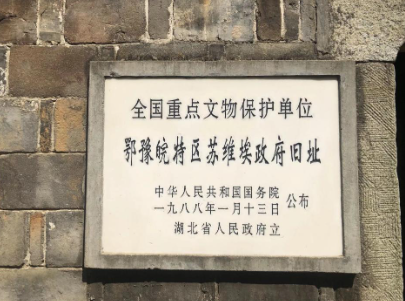 全国重点文物保护单位
鄂豫皖特区苏维埃政府旧址
中华人民共和国国务院
一九八八年一月十三日 公布
湖北省人民政府立